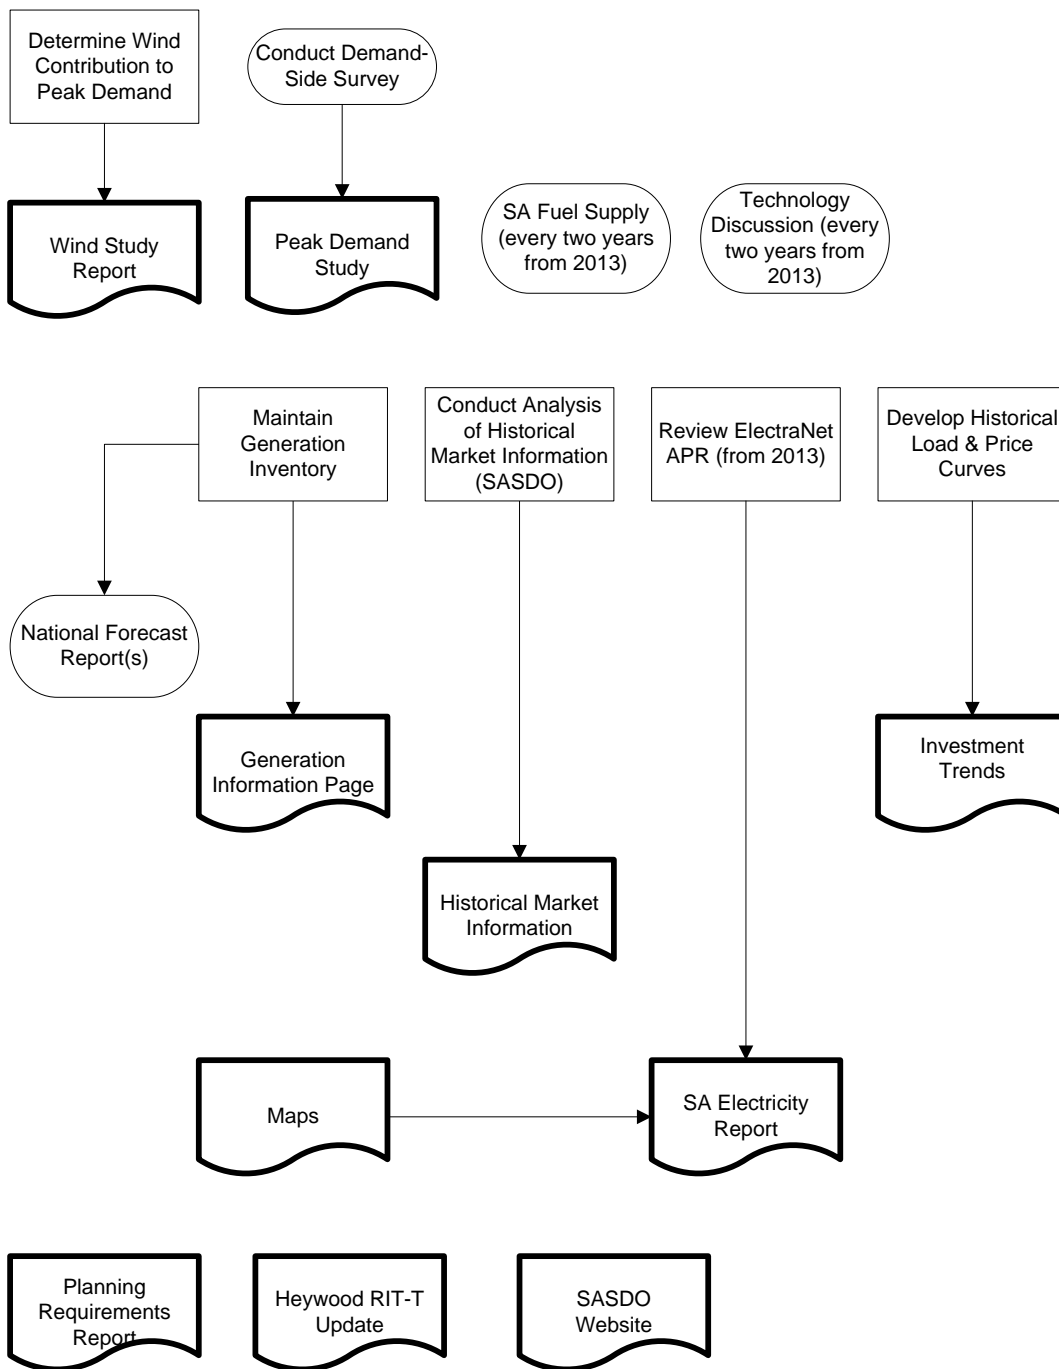 Determine Wind
Contribution to
Peak Demand
Conduct Demand-
Side Survey
Wind Study
Report
Peak Demand
Study
SA Fuel Supply
(every two years
from 2013)
Technology
Discussion (every
two years from
2013)
Maintain
Generation
Inventory
Conduct Analysis
of Historical
Market Information
(SASDO)
Review ElectraNet
APR (from 2013)
Develop Historical
Load & Price
Curves
National Forecast
Report(s)
Generation
Information Page
Investment
Trends
Historical Market
Information
Maps
SA Electricity
Report
Planning
Requirements
Report
Heywood RIT-T
Update
SASDO
Website